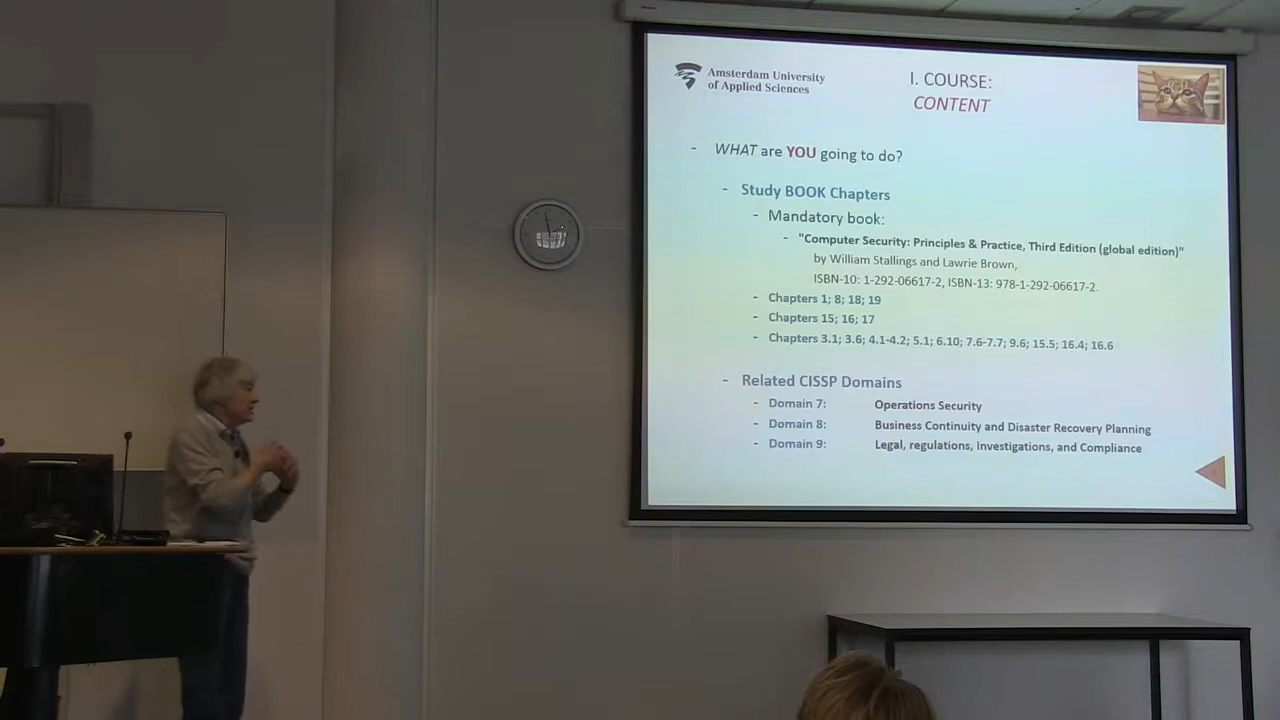 Amsterdam University
of Applied Sciences
I. COURSE:
CONTENT
- WHAT are YOU going to do?
- Study BOOK Chapters
- Mandatory book:
- "Computer Security: Principles & Practice, Third Edition (global edition)"
by William Stallings and Lawrie Brown,
ISBN-10: 1-292-06617-2, ISBN-13: 978-1-292-06617-2.
- Chapters 1; 8; 18; 19
- Chapters 15; 16; 17
- Chapters 3.1; 3.6; 4.1-4.2; 5.1; 6.10; 7.6-7.7; 9.6; 15.5; 16.4; 16.6
- Related CISSP Domains
- Domain 7: Operations Security
- Domain 8: Business Continuity and Disaster Recovery Planning
- Domain 9: Legal, regulations, Investigations, and Compliance